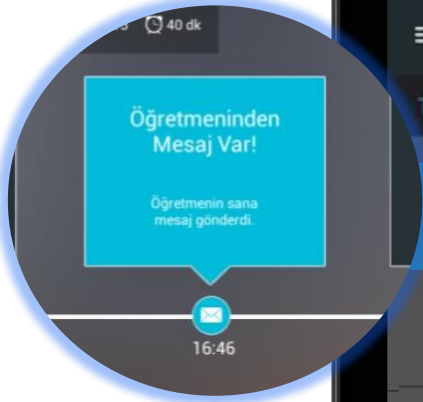 40 dk
Öğretmeninden
Mesaj Var!
Öğretmenin sana
mesaj gönderdi.
16:46